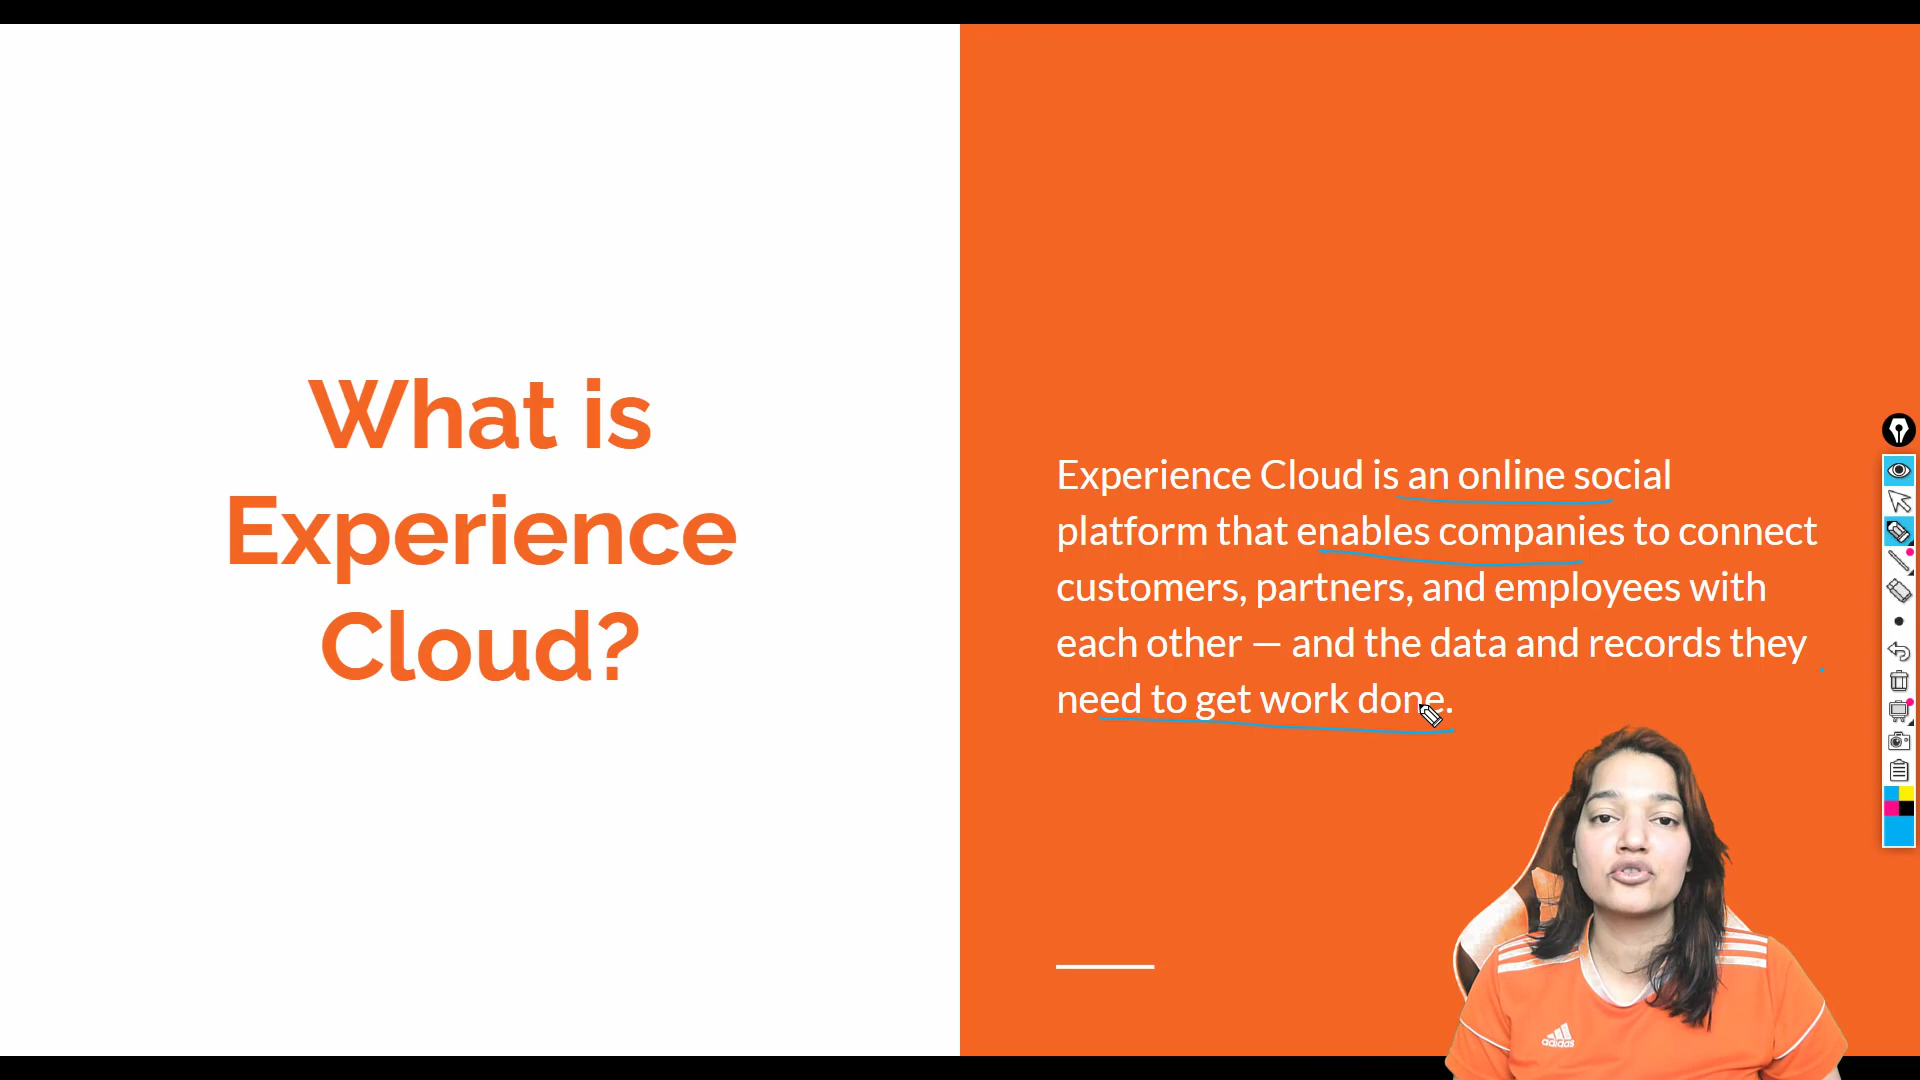 What is
Experience
Cloud?
Experience Cloud is an online social
platform that enables companies to connect
customers, partners, and employees with
each other — and the data and records they
need to get work done.
adidas